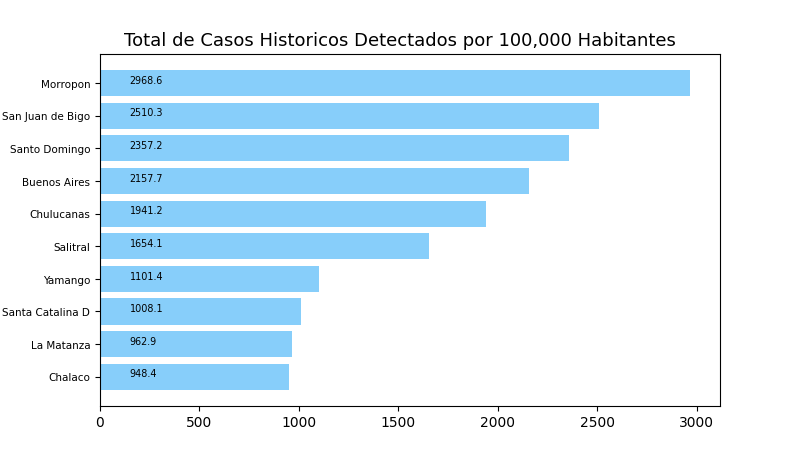 Total de Casos Historicos Detectados por 100,000 Habitantes
Morropon 2968.6
San Juan de Bigo 2510.3
Santo Domingo 2357.2
Buenos Aires 2157.7
Chulucanas 1941.2
Salitral 1654.1
Yamango 1101.4
Santa Catalina D 1008.1
La Matanza 962.9
Chalaco 948.4
0 500 1000 1500 2000 2500 3000